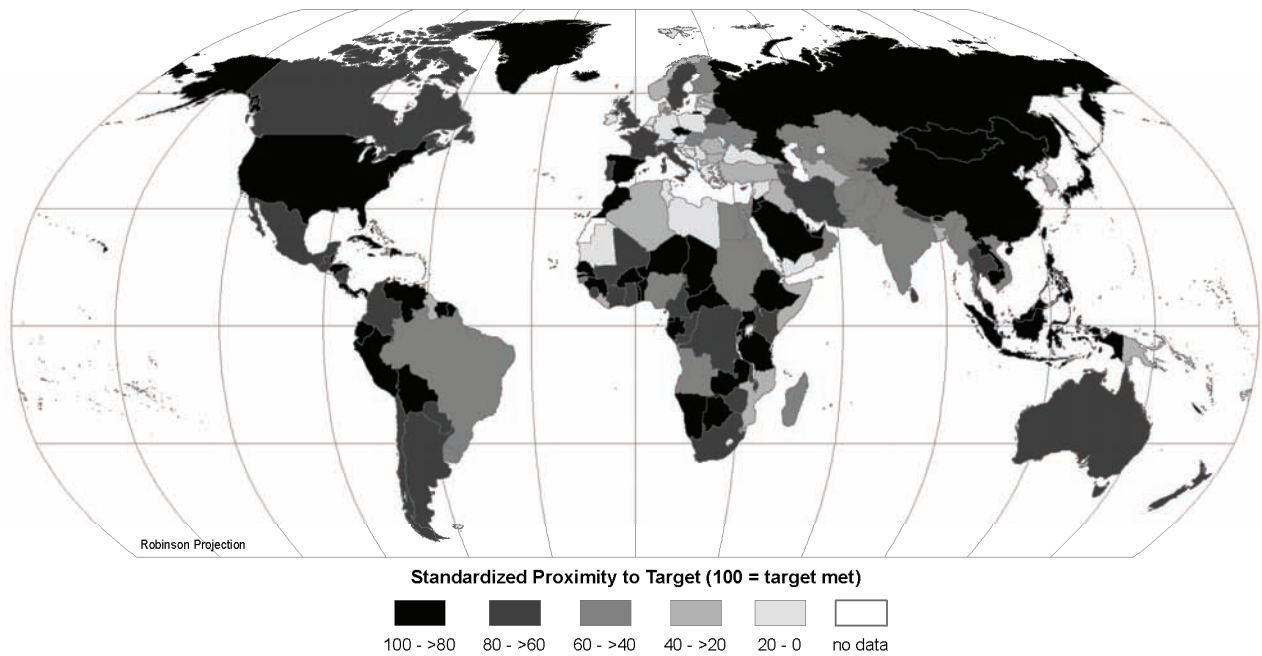 Robinson Projection
Standardized Proximity to Target (100 = target met)
100 - >80 80 - >60 60 - >40 40 - >20 20 - 0 no data